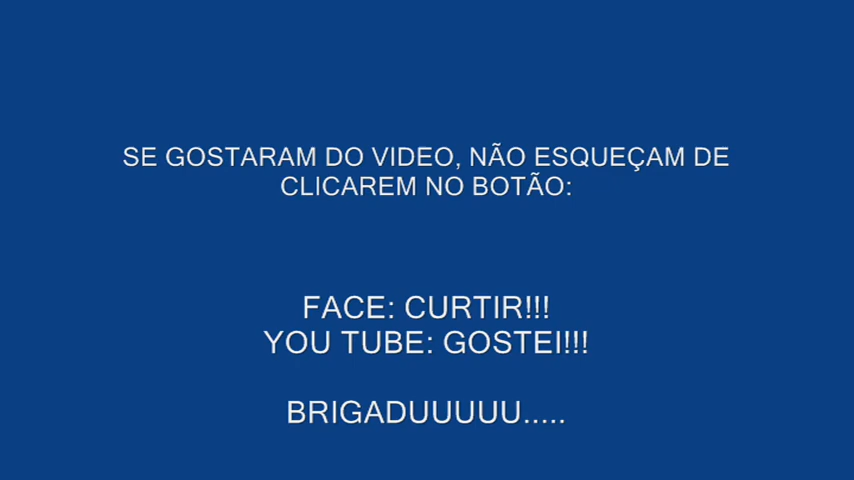 SE GOSTARAM DO VIDEO, NÃO ESQUEÇAM DE
CLICAREM NO BOTÃO:
FACE: CURTIR!!!
YOU TUBE: GOSTEI!!!
BRIGADUUUUU.....